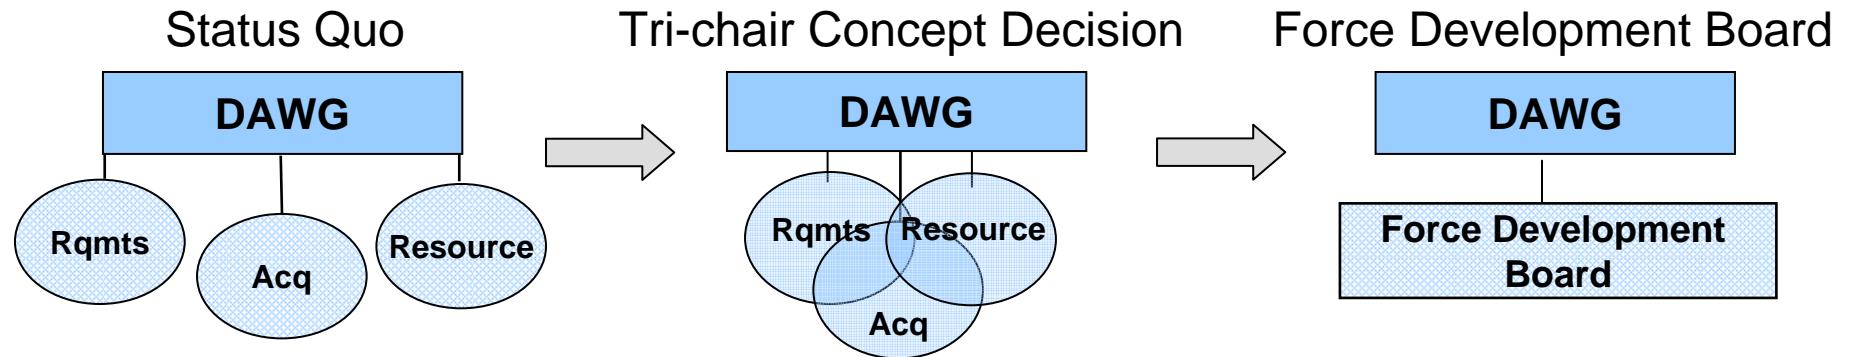 Status Quo
Tri-chair Concept Decision
Force Development Board
DAWG
DAWG
DAWG
Rqmts
Acq
Resource
Rqmts
Resource
Acq
Force Development
Board